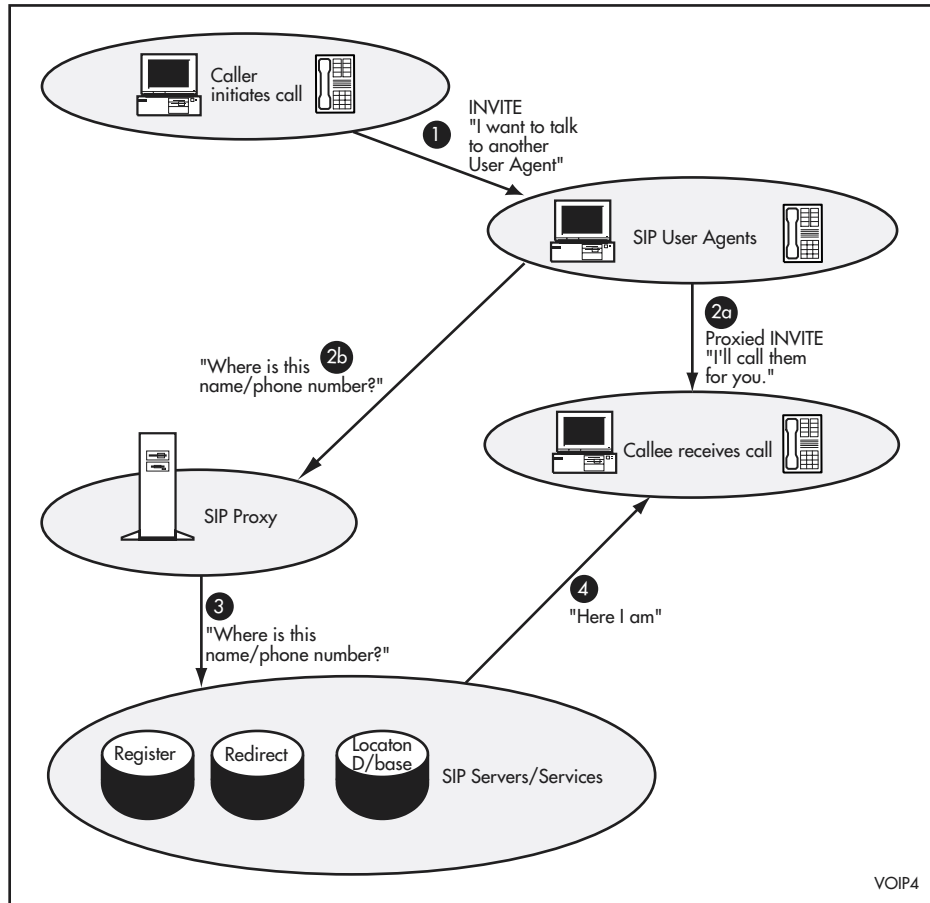 Caller
initiates call
1
INVITE
"I want to talk
to another
User Agent"
SIP User Agents
2a
Proxied INVITE
"I'll call them
for you."
2b
"Where is this
name/phone number?"
Callee receives call
SIP Proxy
3
"Where is this
name/phone number?"
4
"Here I am"
Register
Redirect
Locaton
D/base
SIP Servers/Services
VOIP4